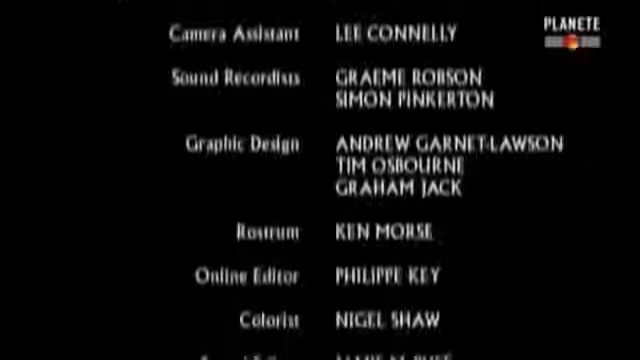 PLANETE
Camera Assistant LEE CONNELLY
Sound Recordists GRAEME ROBSON
SIMON PINKERTON
Graphic Design ANDREW GARNET-LAWSON
TIM OSBOURNE
GRAHAM JACK
Rostrum KEN MORSE
Online Editor PHILIPPE KEY
Colorist NIGEL SHAW